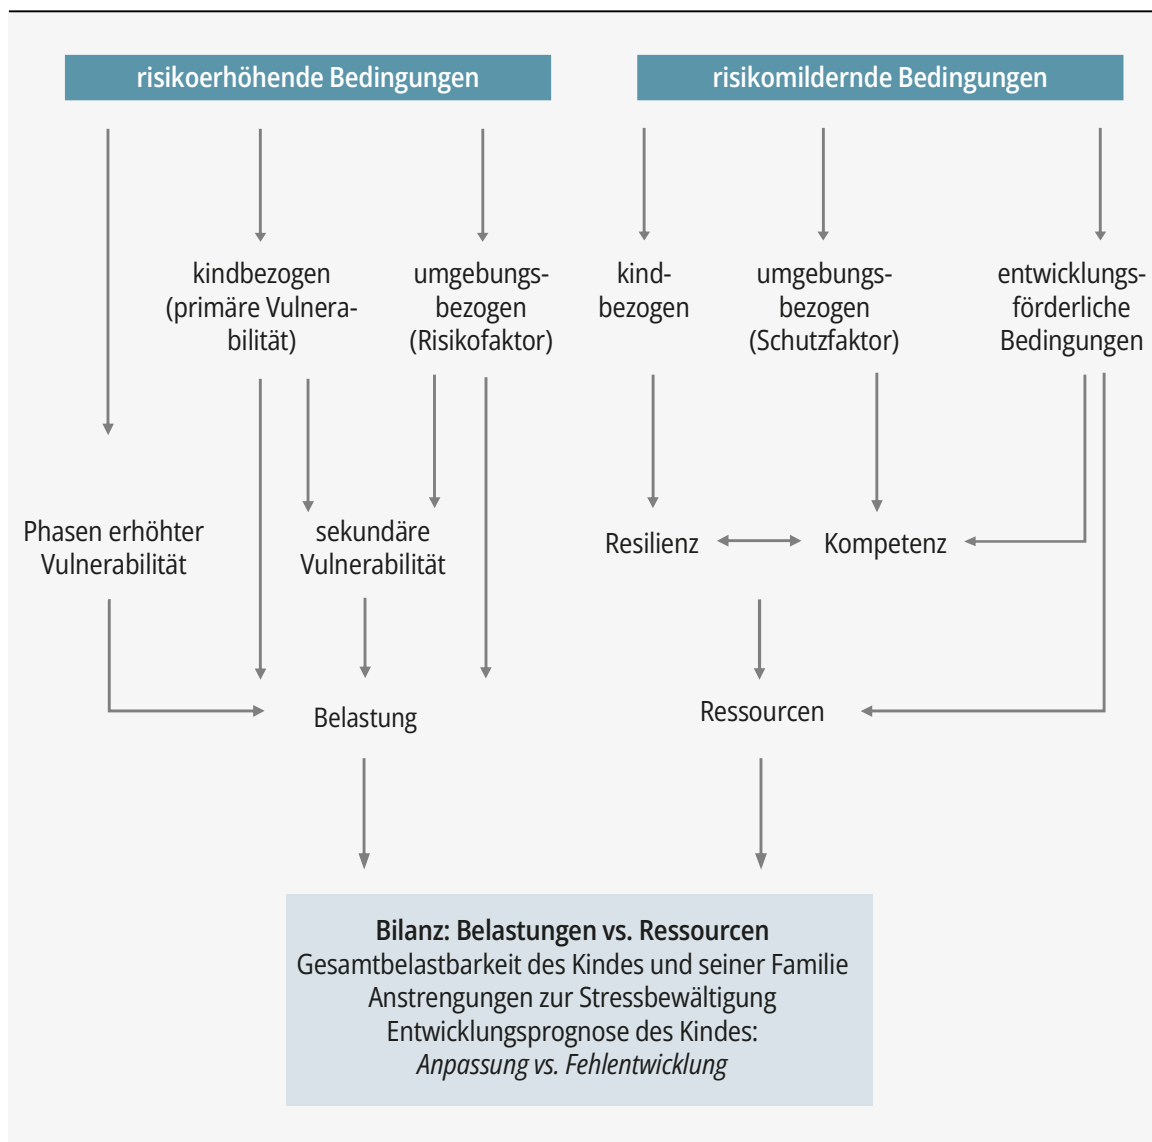 risikoerhöhende Bedingungen
risikomildernde Bedingungen
kindbezogen
(primäre Vulnera-
bilität)
umgebungs-
bezogen
(Risikofaktor)
kind-
bezogen
umgebungs-
bezogen
(Schutzfaktor)
entwicklungs-
förderliche
Bedingungen
Phasen erhöhter
Vulnerabilität
sekundäre
Vulnerabilität
Resilienz
Kompetenz
Belastung
Ressourcen
Bilanz: Belastungen vs. Ressourcen
Gesamtbelastbarkeit des Kindes und seiner Familie
Anstrengungen zur Stressbewältigung
Entwicklungsprognose des Kindes:
Anpassung vs. Fehlentwicklung